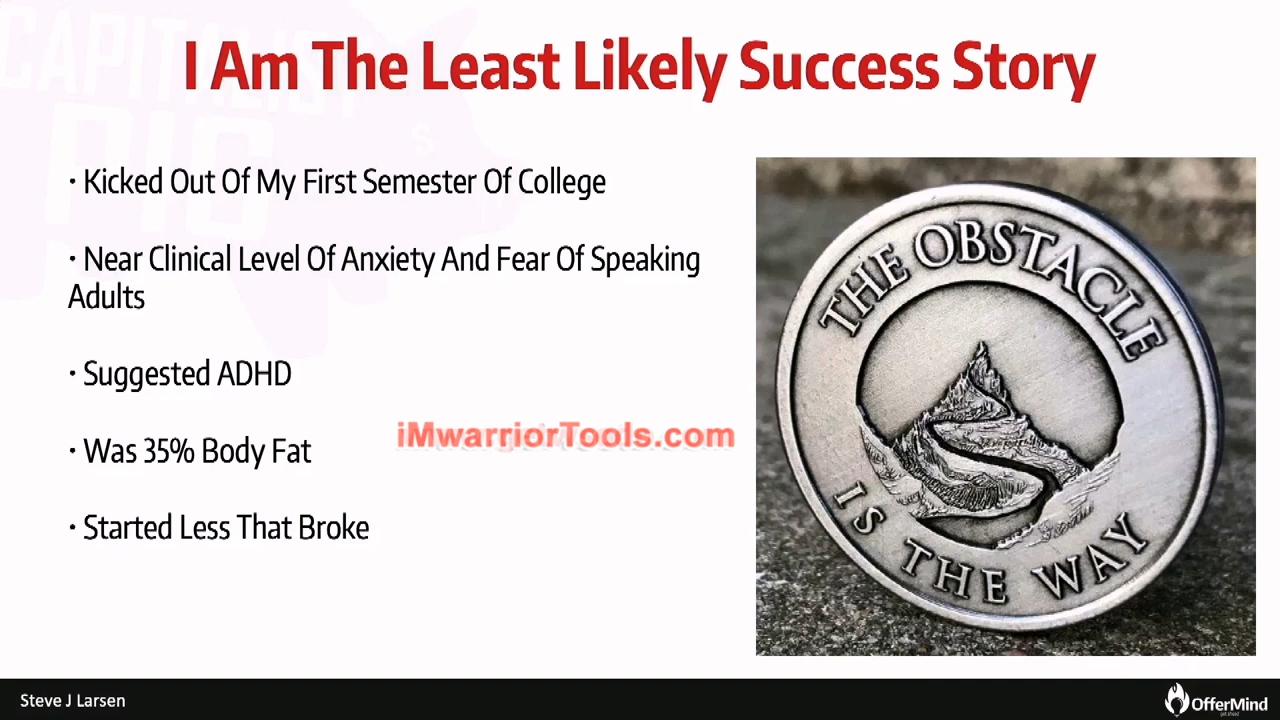 CAPITALIST
PIG
$
I Am The Least Likely Success Story
• Kicked Out Of My First Semester Of College
• Near Clinical Level Of Anxiety And Fear Of Speaking
Adults
• Suggested ADHD
• Was 35% Body Fat
• Started Less That Broke
iMwarriorTools.com
THE OBSTACLE
IS THE WAY
Steve J Larsen
OfferMind